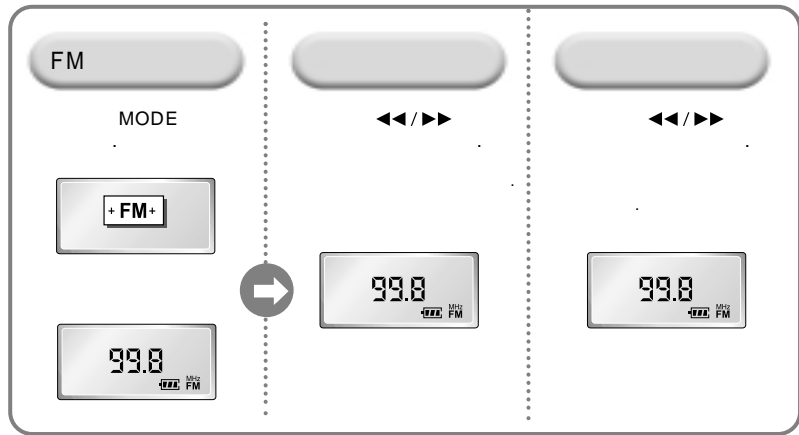 FM
MODE
.
+ FM +
99.8
MHz
FM
◀◀ / ▶▶
.
.
99.8
MHz
FM
◀◀ / ▶▶
.
.
99.8
MHz
FM